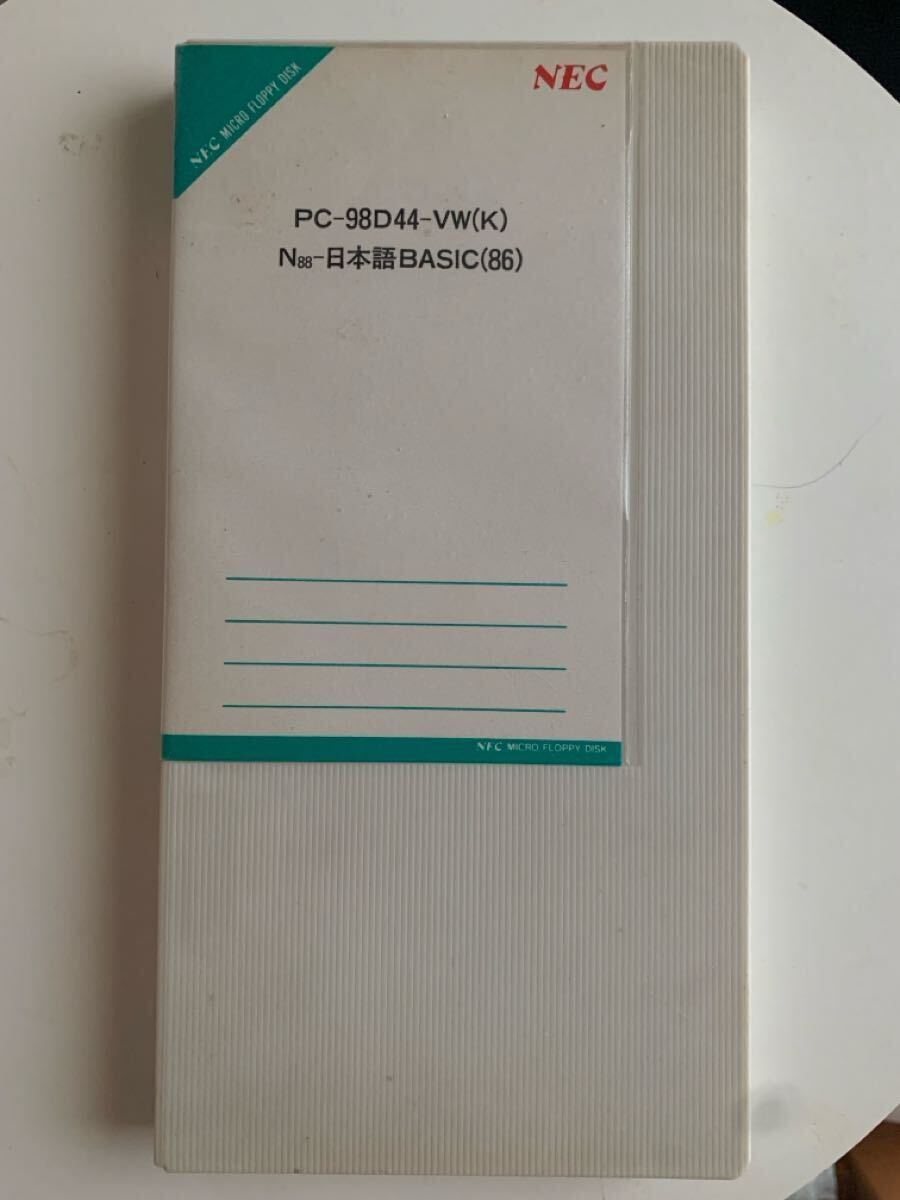 NEC MICRO FLOPPY DISK
NEC
PC-98D44-VW(K)
N88-日本語BASIC(86)
NEC MICRO FLOPPY DISK